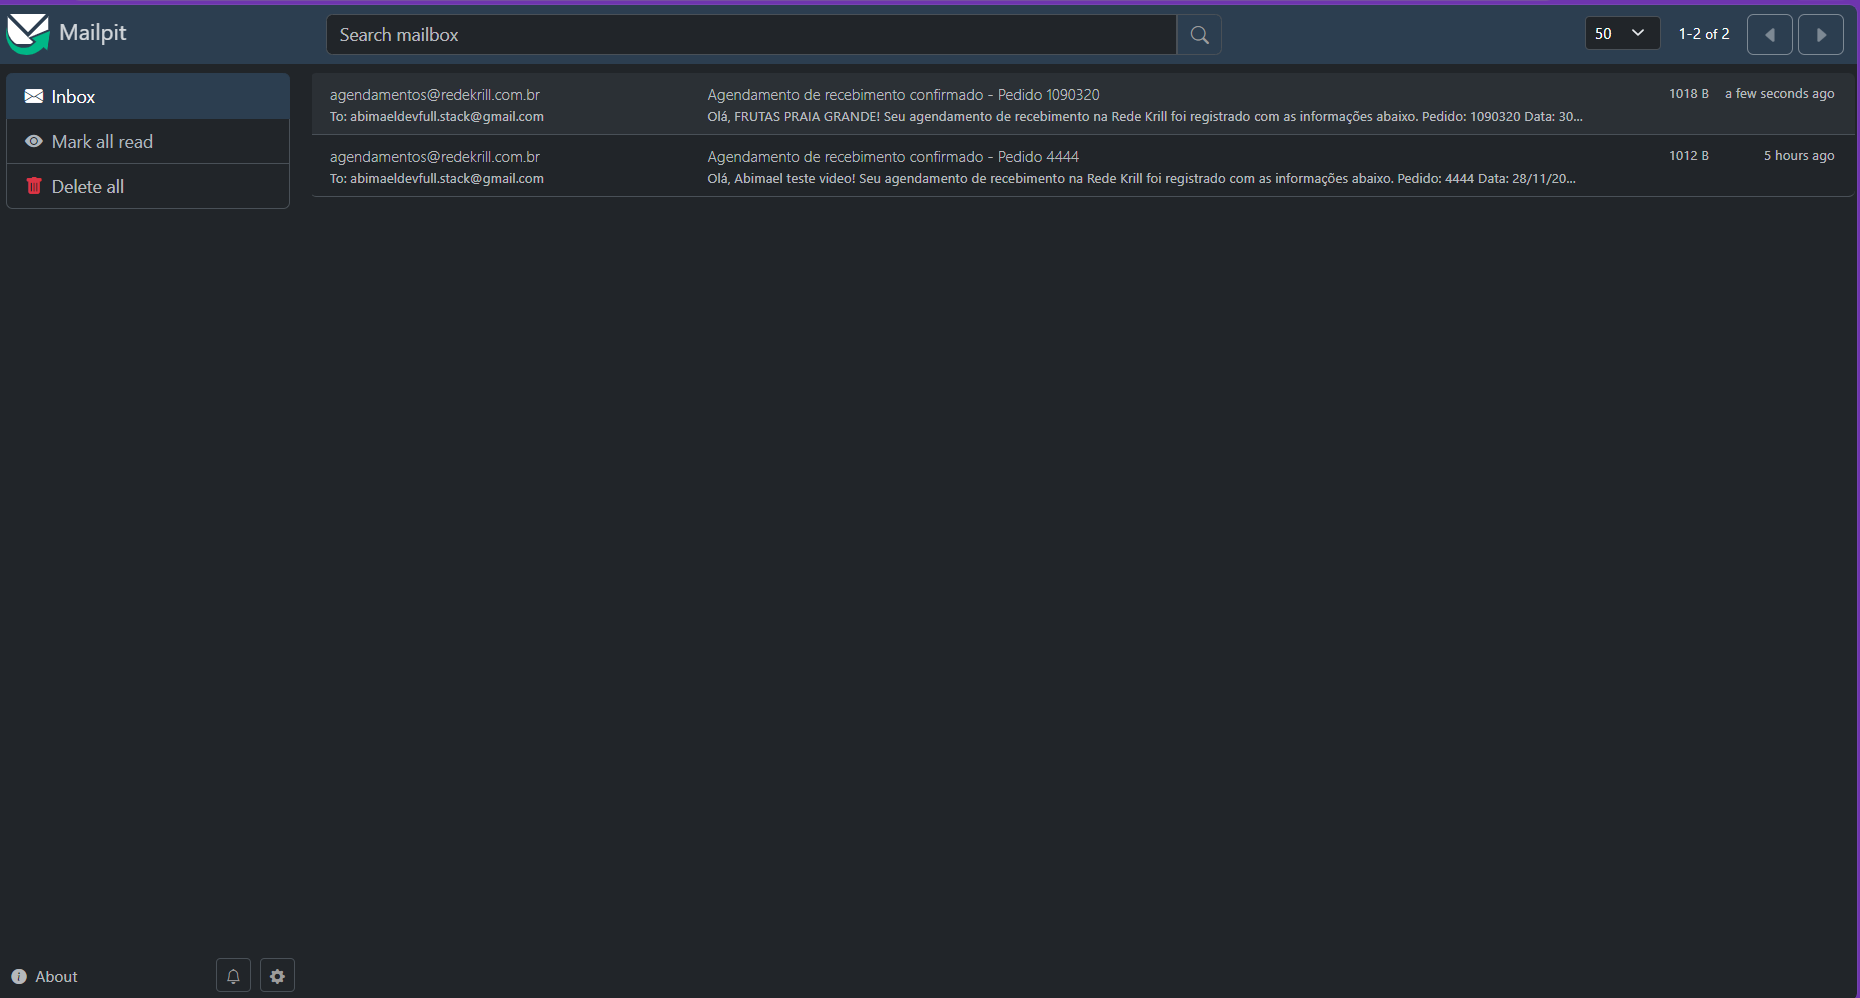 Mailpit
Search mailbox
50
1-2 of 2
Inbox
Mark all read
Delete all
agendamentos@redekrill.com.br
Agendamento de recebimento confirmado - Pedido 1090320
1018 B
a few seconds ago
To: abimaeldevfull.stack@gmail.com
Olá, FRUTAS PRAIA GRANDE! Seu agendamento de recebimento na Rede Krill foi registrado com as informações abaixo. Pedido: 1090320 Data: 30...
agendamentos@redekrill.com.br
Agendamento de recebimento confirmado - Pedido 4444
1012 B
5 hours ago
To: abimaeldevfull.stack@gmail.com
Olá, Abimael teste video! Seu agendamento de recebimento na Rede Krill foi registrado com as informações abaixo. Pedido: 4444 Data: 28/11/20...
About